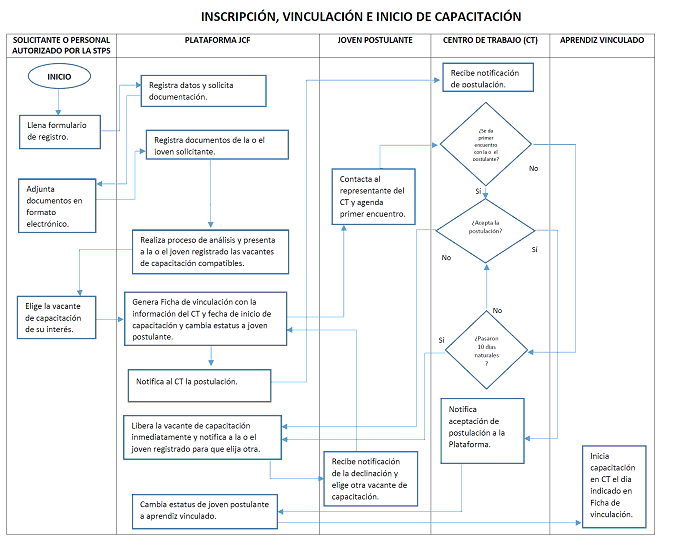 INSCRIPCIÓN, VINCULACIÓN E INICIO DE CAPACITACIÓN
SOLICITANTE O PERSONAL
AUTORIZADO POR LA STPS
PLATAFORMA JCF
JOVEN POSTULANTE
CENTRO DE TRABAJO (CT)
APRENDIZ VINCULADO
INICIO
Llena formulario
de registro.
Registra datos y solicita
documentación.
Recibe notificación
de postulación.
Registra documentos de la o el
joven solicitante.
¿Se da
primer
encuentro
con la o el
postulante?
No
Sí
Adjunta
documentos en
formato
electrónico.
Contacta al
representante del
CT y agenda
primer encuentro.
¿Acepta la
postulación?
No
Sí
Realiza proceso de análisis y presenta
a la o el joven registrado las vacantes
de capacitación compatibles.
Elige la vacante
de capacitación
de su interés.
Genera Ficha de vinculación con la
información del CT y fecha de inicio de
capacitación y cambia estatus a joven
postulante.
No
Sí
¿Pasaron
10 días
naturales
?
Notifica al CT la postulación.
Libera la vacante de capacitación
inmediatamente y notifica a la o el
joven registrado para que elija otra.
Notifica
aceptación de
postulación a la
Plataforma.
Recibe notificación
de la declinación y
elige otra vacante de
capacitación.
Inicia
capacitación
en CT el día
indicado en
Ficha de
vinculación.
Cambia estatus de joven postulante
a aprendiz vinculado.